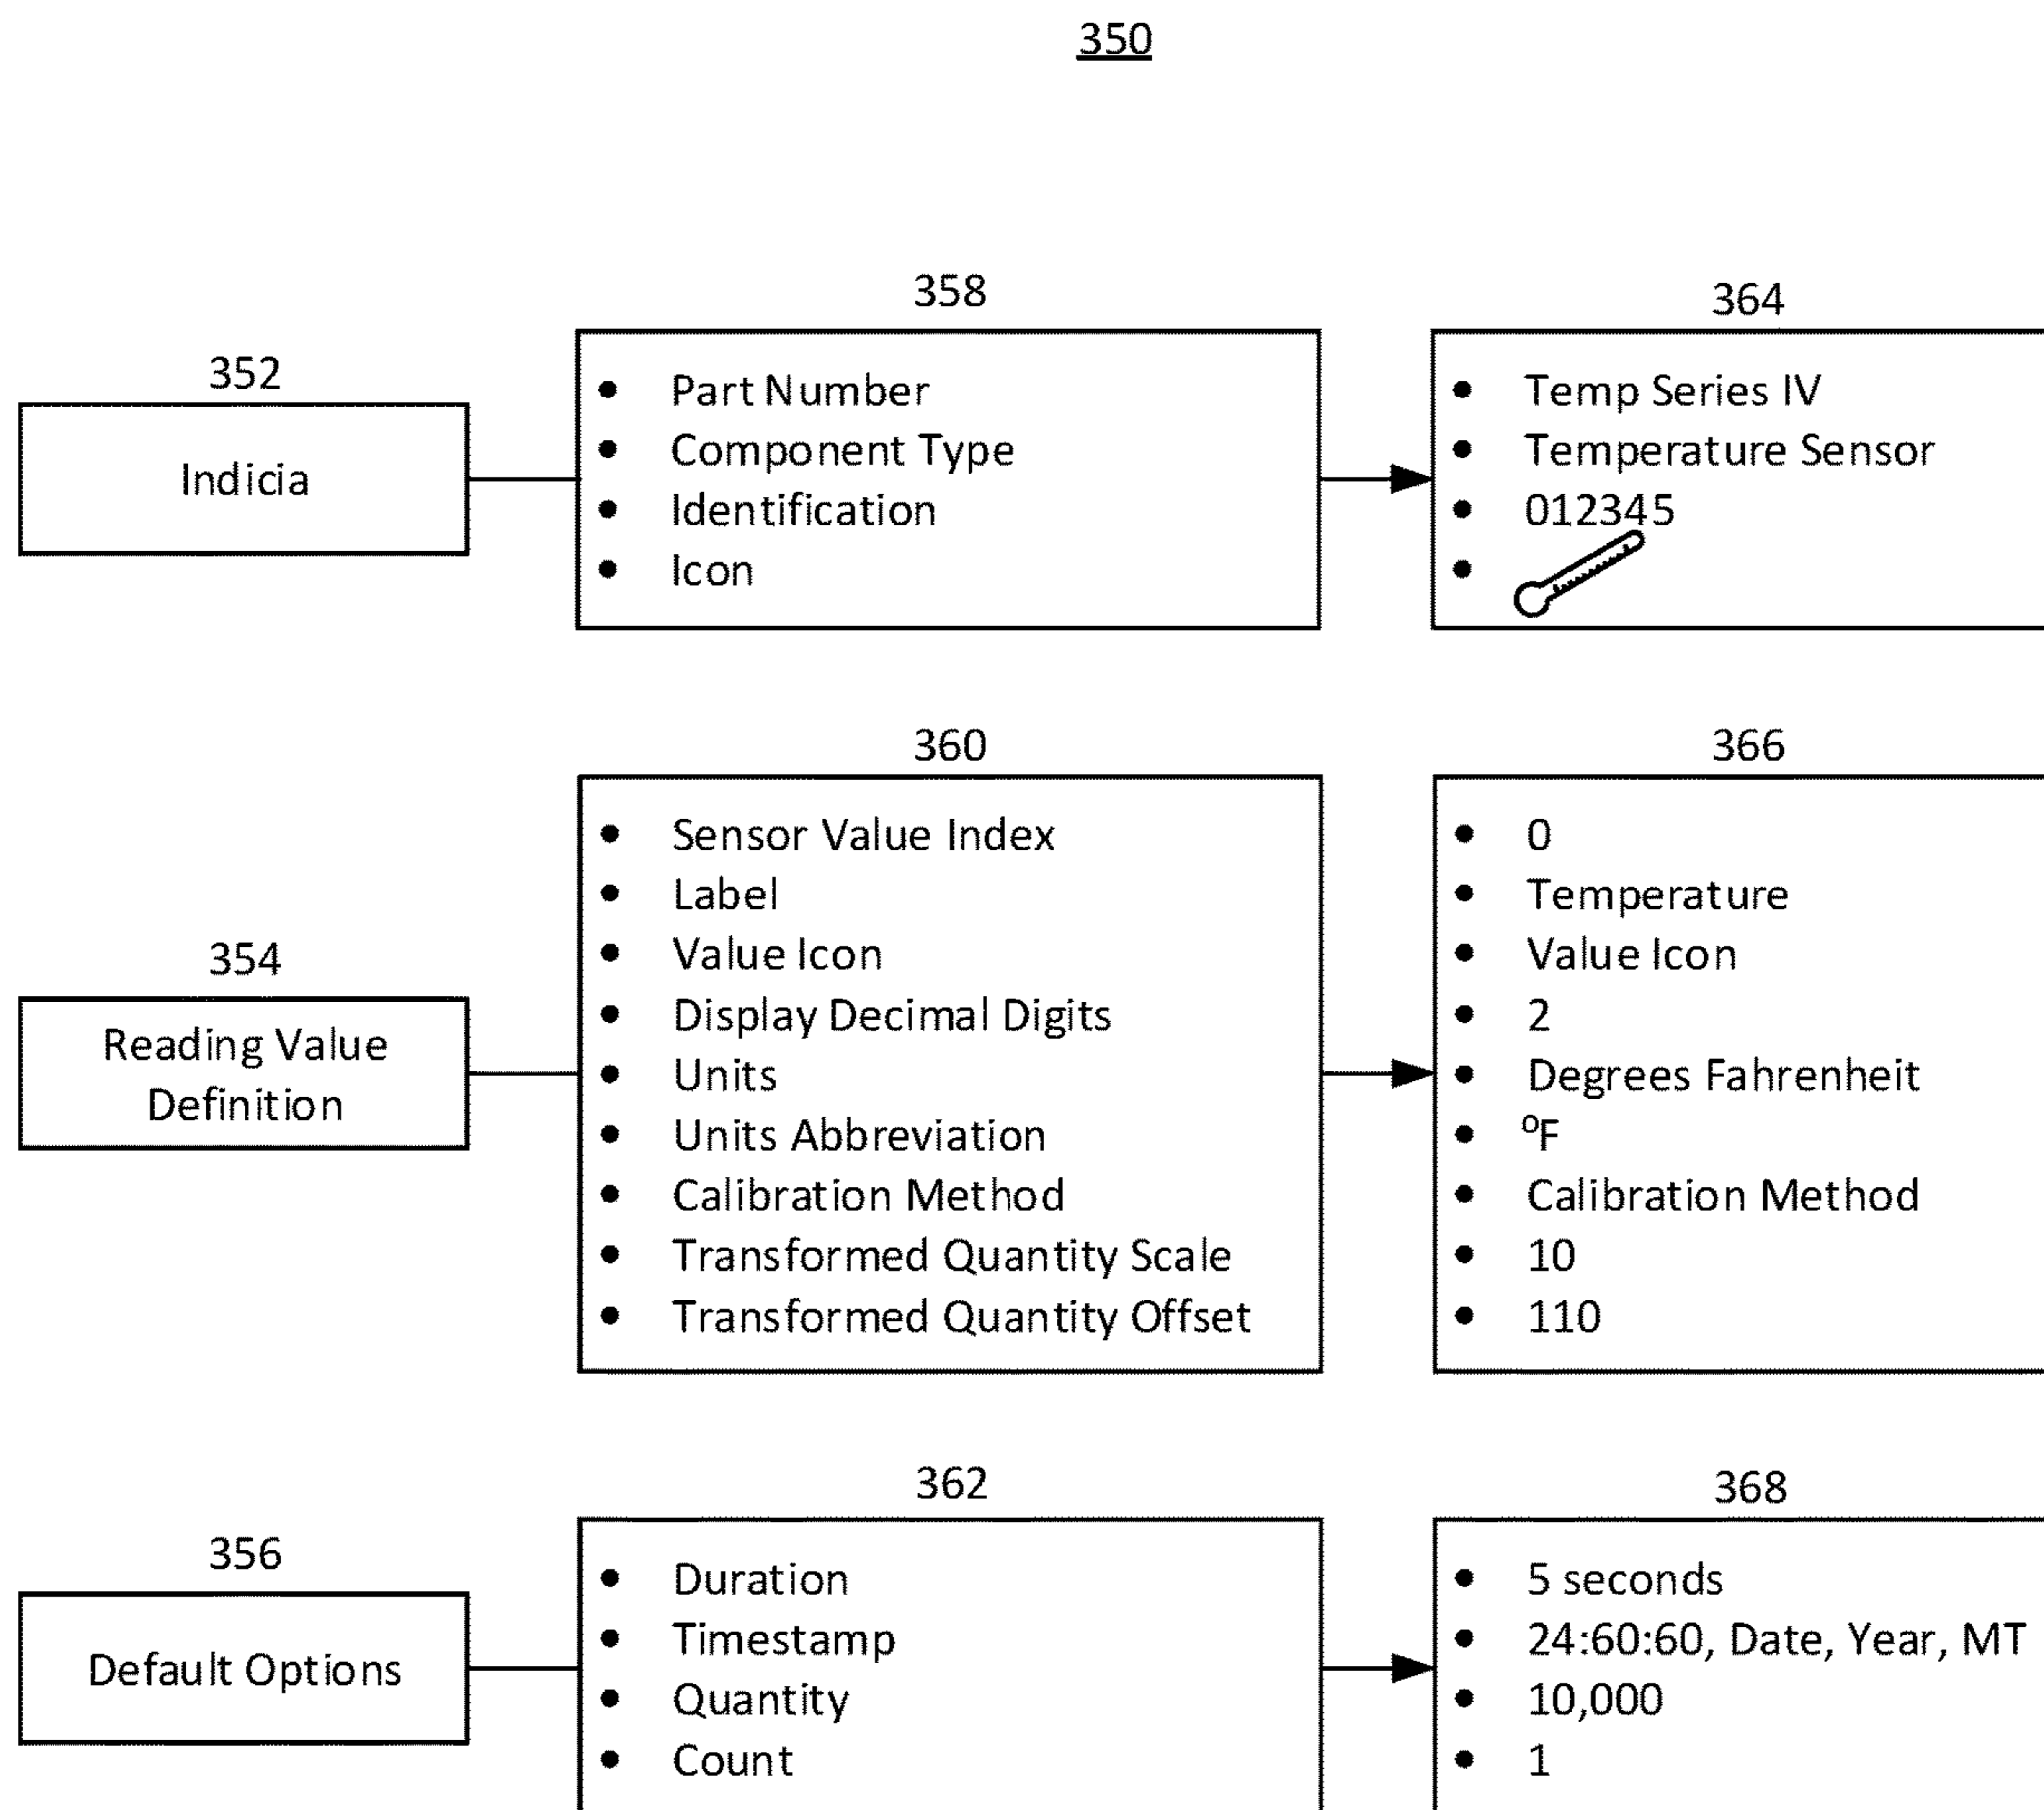 350
358
364
352
Indicia
• Part Number
• Component Type
• Identification
• Icon
• Temp Series IV
• Temperature Sensor
• 012345
•
360
366
354
Reading Value
Definition
• Sensor Value Index
• Label
• Value Icon
• Display Decimal Digits
• Units
• Units Abbreviation
• Calibration Method
• Transformed Quantity Scale
• Transformed Quantity Offset
• 0
• Temperature
• Value Icon
• 2
• Degrees Fahrenheit
• ºF
• Calibration Method
• 10
• 110
362
368
356
Default Options
• Duration
• Timestamp
• Quantity
• Count
• 5 seconds
• 24:60:60, Date, Year, MT
• 10,000
• 1